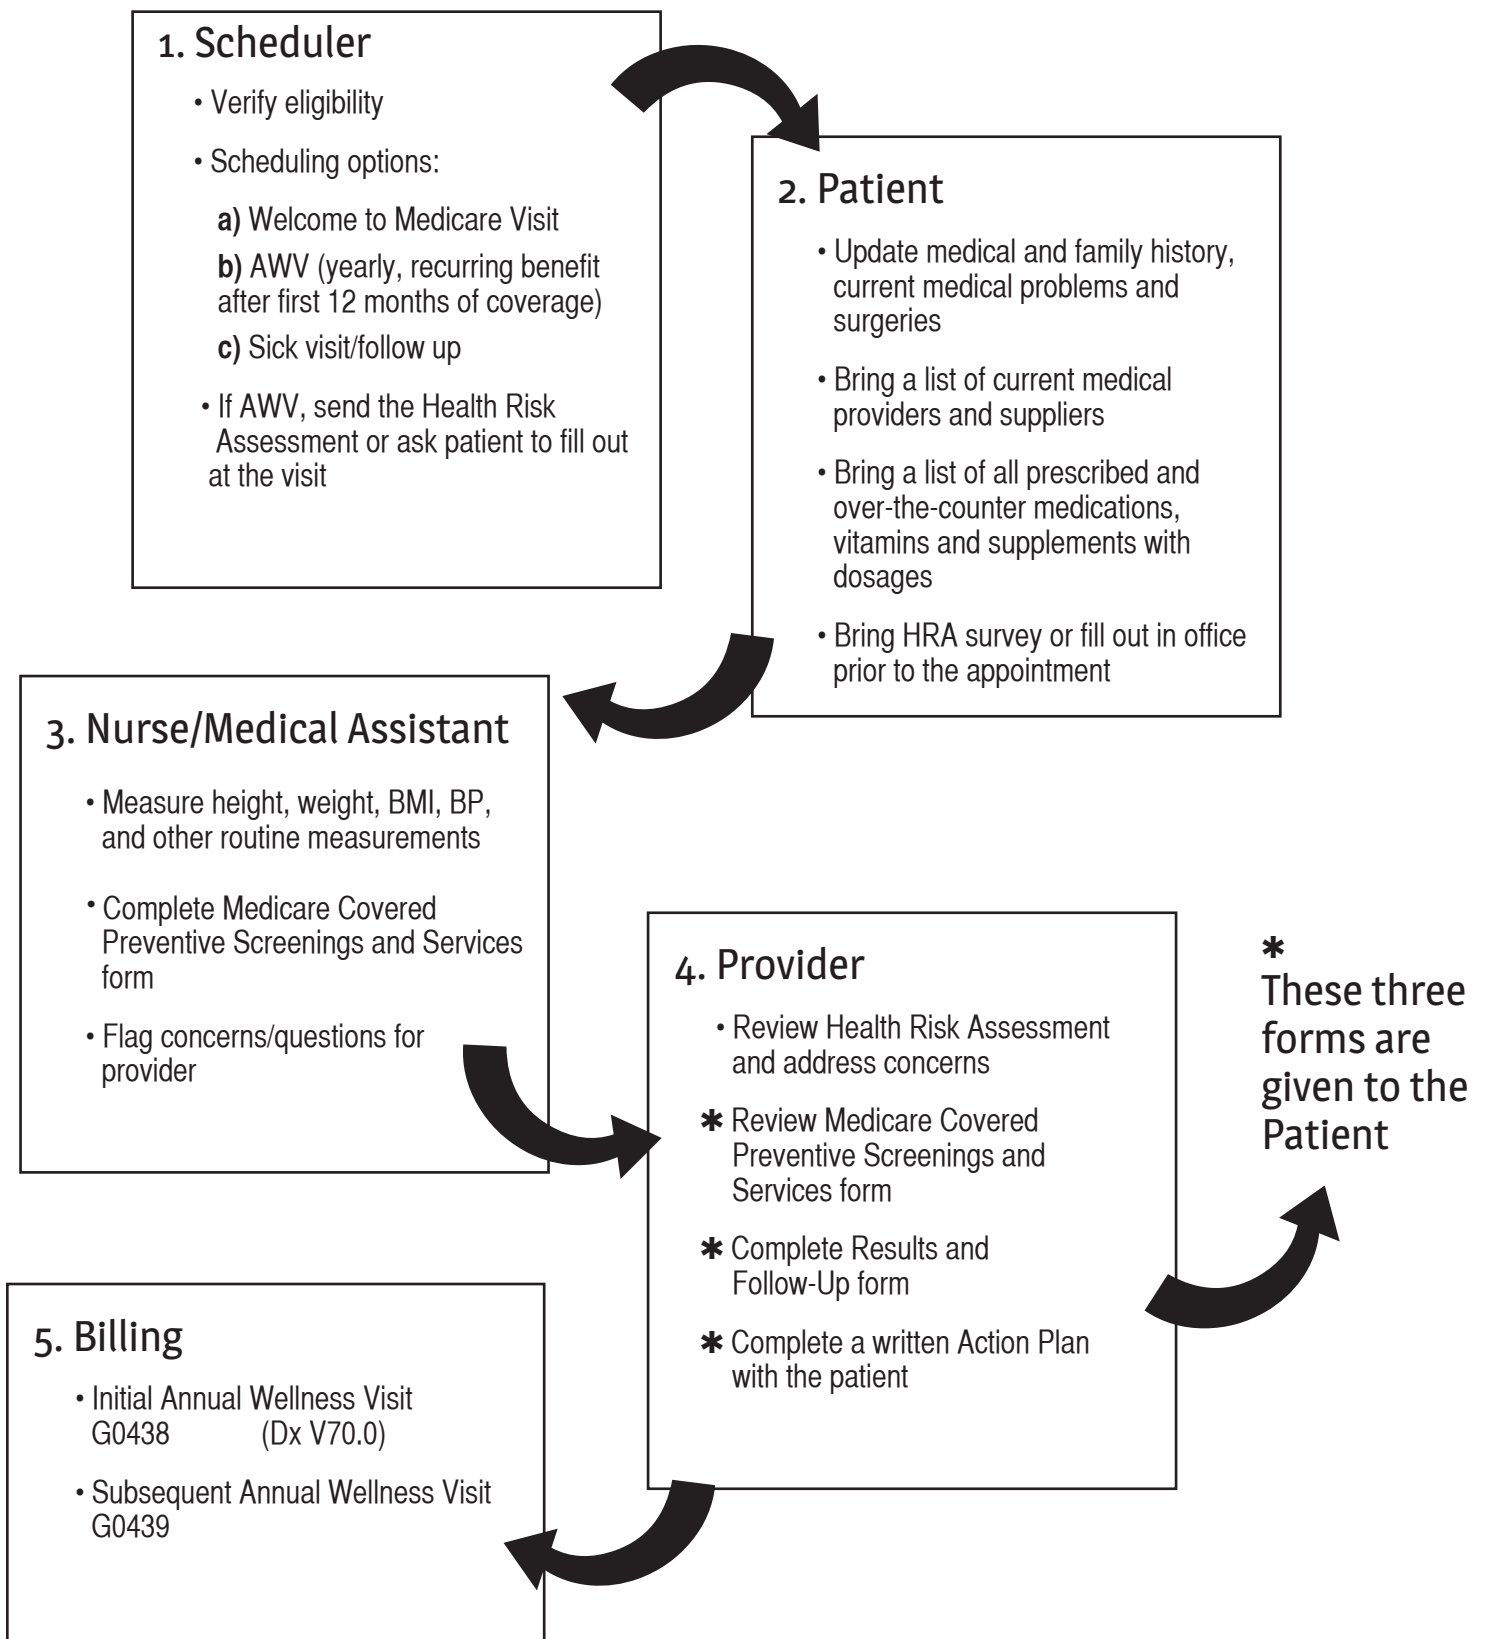 1. Scheduler
• Verify eligibility
• Scheduling options:
a) Welcome to Medicare Visit
b) AWV (yearly, recurring benefit
after first 12 months of coverage)
c) Sick visit/follow up
• If AWV, send the Health Risk
Assessment or ask patient to fill out
at the visit
2. Patient
• Update medical and family history,
current medical problems and
surgeries
• Bring a list of current medical
providers and suppliers
• Bring a list of all prescribed and
over-the-counter medications,
vitamins and supplements with
dosages
• Bring HRA survey or fill out in office
prior to the appointment
3. Nurse/Medical Assistant
• Measure height, weight, BMI, BP,
and other routine measurements
• Complete Medicare Covered
Preventive Screenings and Services
form
• Flag concerns/questions for
provider
4. Provider
• Review Health Risk Assessment
and address concerns
✱ Review Medicare Covered
Preventive Screenings and
Services form
✱ Complete Results and
Follow-Up form
✱ Complete a written Action Plan
with the patient
✱
These three
forms are
given to the
Patient
5. Billing
• Initial Annual Wellness Visit
G0438 (Dx V70.0)
• Subsequent Annual Wellness Visit
G0439